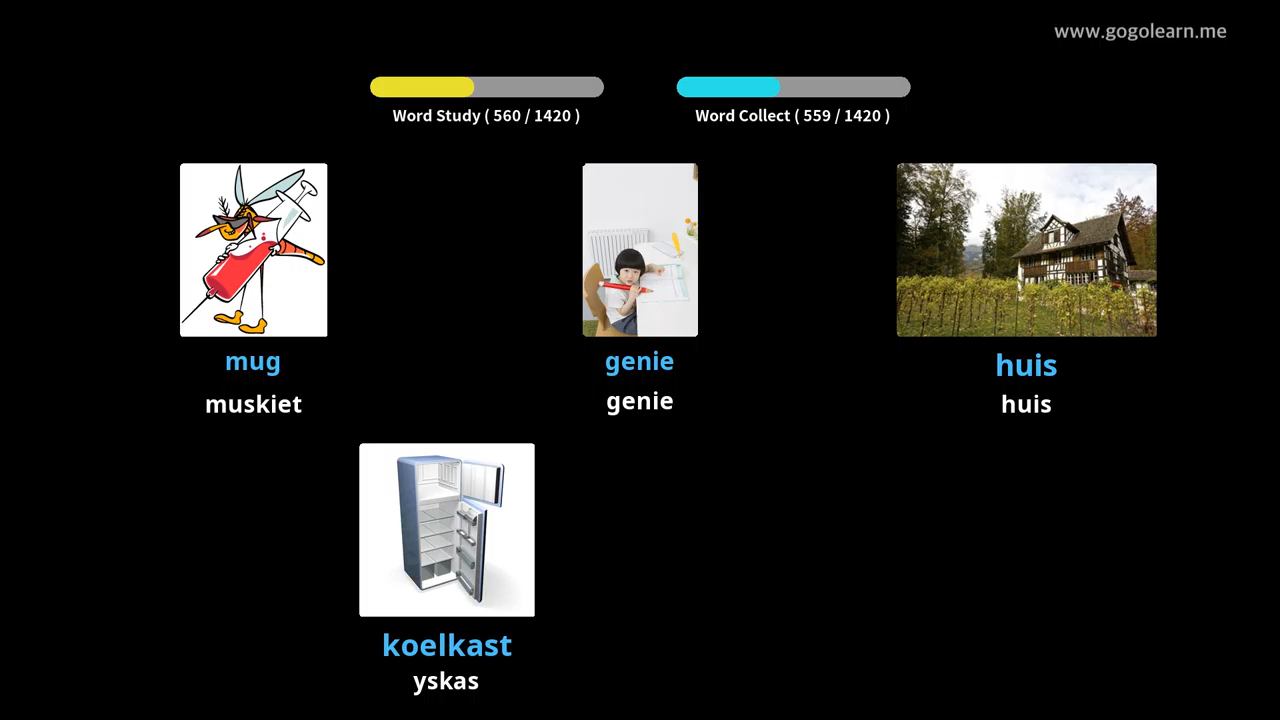 www.gogolearn.me
Word Study ( 560 / 1420 )
Word Collect ( 559 / 1420 )
mug
muskiet
genie
genie
huis
huis
koelkast
yskas